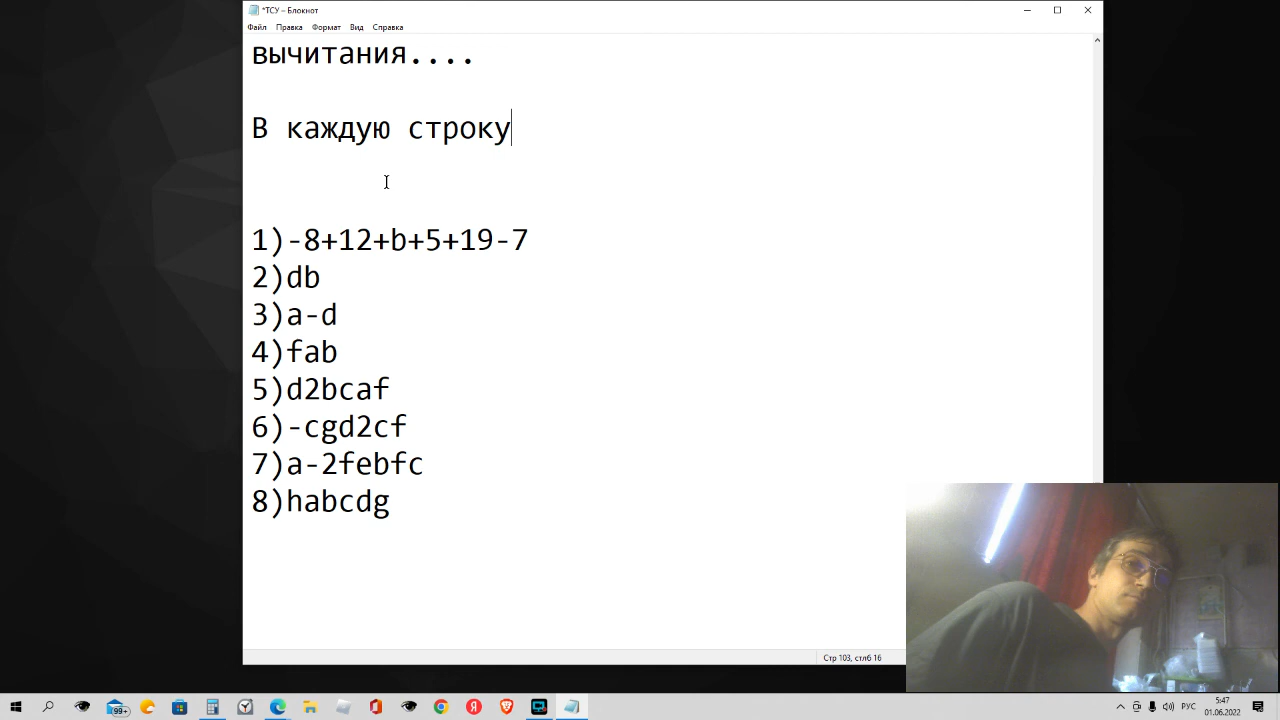 *ТСУ – Блокнот
Файл Правка Формат Вид Справка
вычитания....
В каждую строку
1)-8+12+b+5+19-7
2)db
3)a-d
4)fab
5)d2bcaf
6)-cgd2cf
7)a-2febfc
8)habcdg
Стр 103, стлб 16
99+
РУС
5:47
01.06.2022